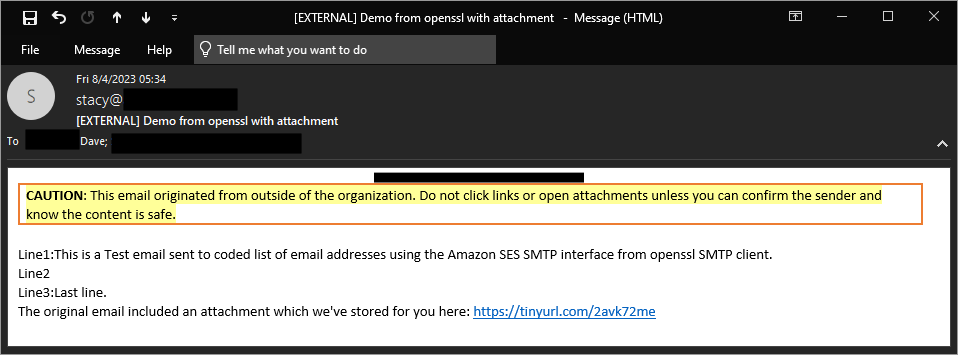 [EXTERNAL] Demo from openssl with attachment - Message (HTML)
File Message Help Tell me what you want to do
S
Fri 8/4/2023 05:34
stacy@
[EXTERNAL] Demo from openssl with attachment
To Dave;
CAUTION: This email originated from outside of the organization. Do not click links or open attachments unless you can confirm the sender and
know the content is safe.
Line1:This is a Test email sent to coded list of email addresses using the Amazon SES SMTP interface from openssl SMTP client.
Line2
Line3:Last line.
The original email included an attachment which we've stored for you here: https://tinyurl.com/2avk72me